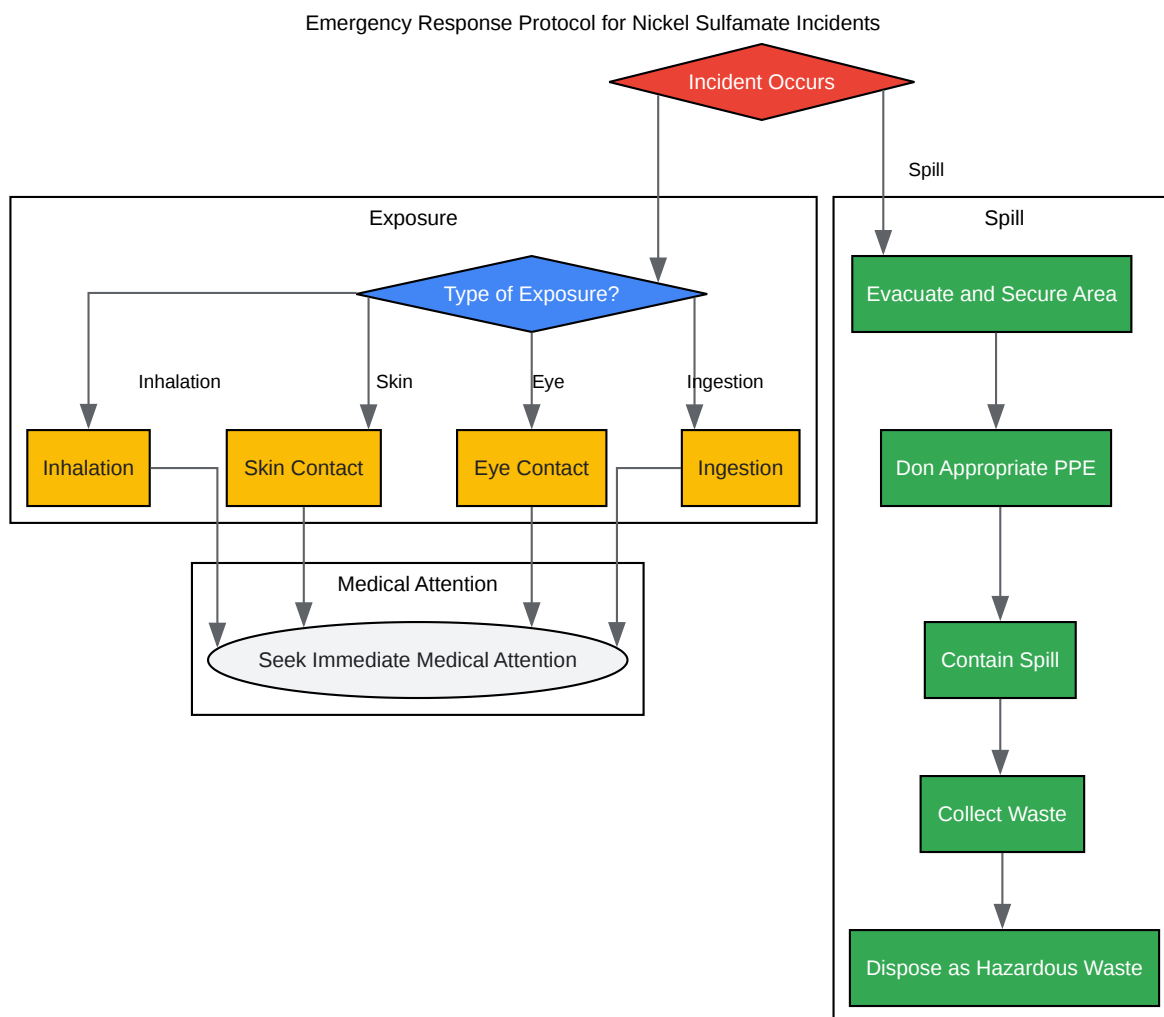 Emergency Response Protocol for Nickel Sulfamate Incidents
Incident Occurs
Spill
Exposure
Spill
Type of Exposure?
Evacuate and Secure Area
Inhalation
Skin
Eye
Ingestion
Inhalation
Skin Contact
Eye Contact
Ingestion
Don Appropriate PPE
Medical Attention
Seek Immediate Medical Attention
Contain Spill
Collect Waste
Dispose as Hazardous Waste